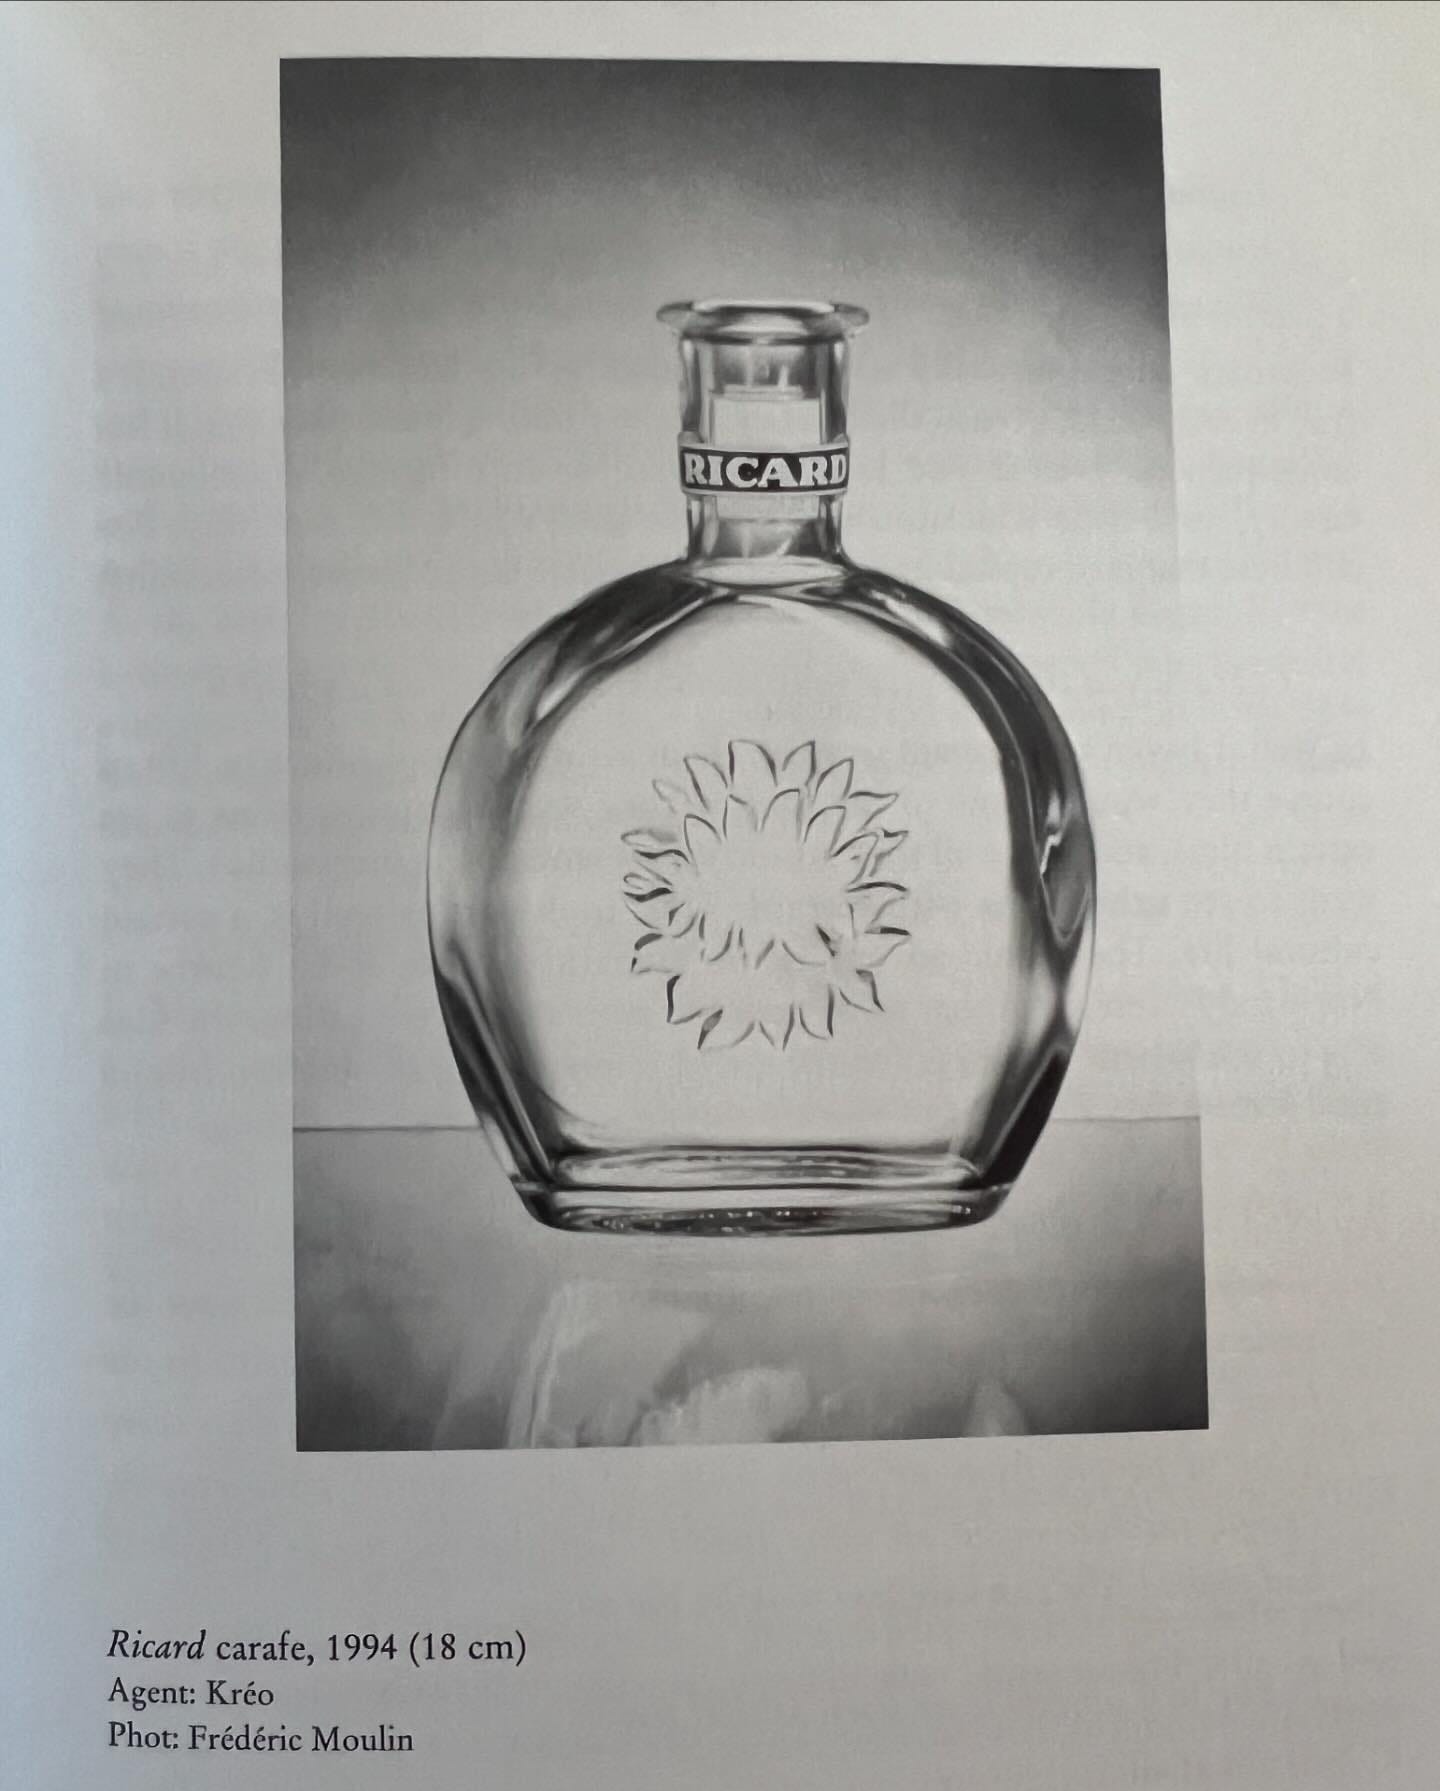 RICARD
Ricard carafe, 1994 (18 cm)
Agent: Kréo
Phot: Frédéric Moulin